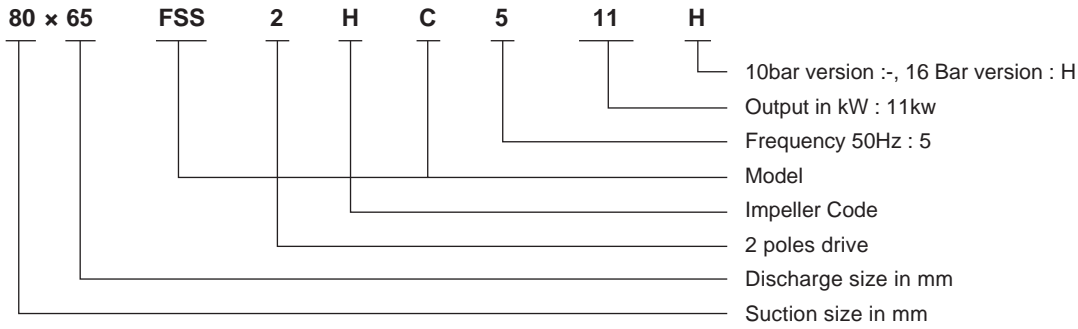 80 × 65 FSS 2 H C 5 11 H
10bar version :-, 16 Bar version : H
Output in kW : 11kw
Frequency 50Hz : 5
Model
Impeller Code
2 poles drive
Discharge size in mm
Suction size in mm